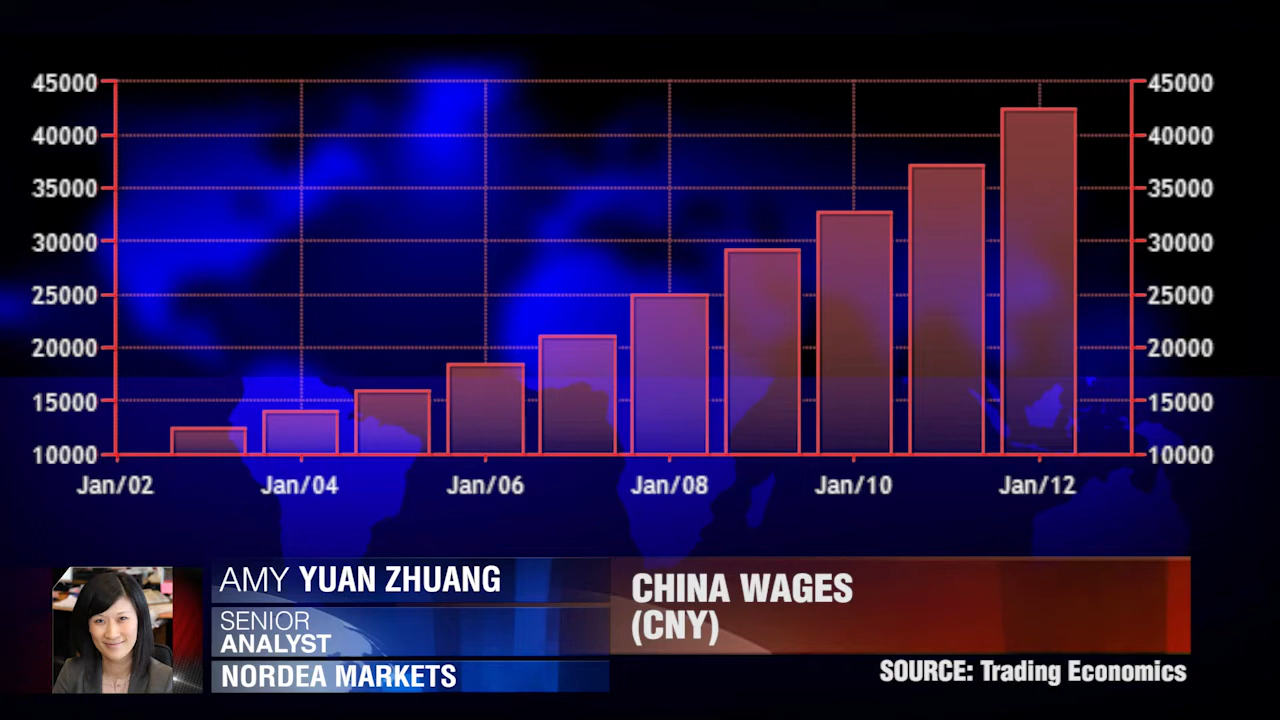 45000 45000
40000 40000
35000 35000
30000 30000
25000 25000
20000 20000
15000 15000
10000 10000
Jan/02 Jan/04 Jan/06 Jan/08 Jan/10 Jan/12
AMY YUAN ZHUANG
SENIOR
ANALYST
NORDEA MARKETS
CHINA WAGES
(CNY)
SOURCE: Trading Economics